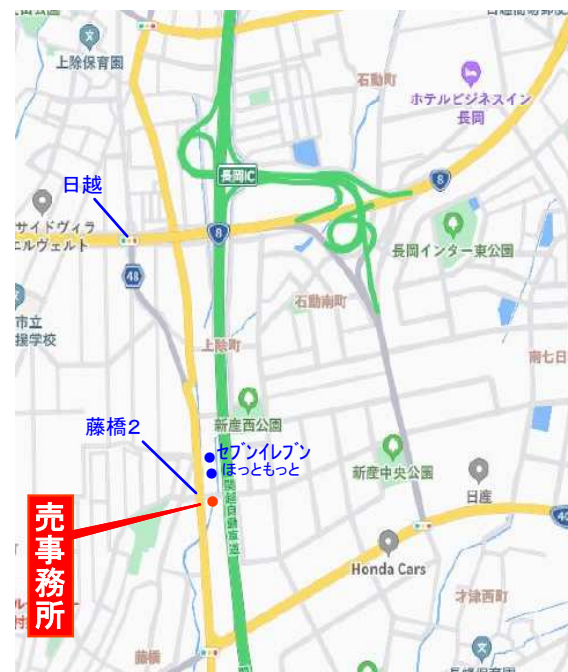 上除保育園
石動町
ホテルビジネスイン
長岡
長岡IC
8
日越
サイドヴィラ
エルヴェルト
8
長岡インター東公園
48
石動南町
市立
援学校
上除町
南七日
新産西公園
藤橋2
セブンイレブン
ほっともっと
新産中央公園
日産
関越自動車道
売事務所
40
Honda Cars
才津西町
藤橋